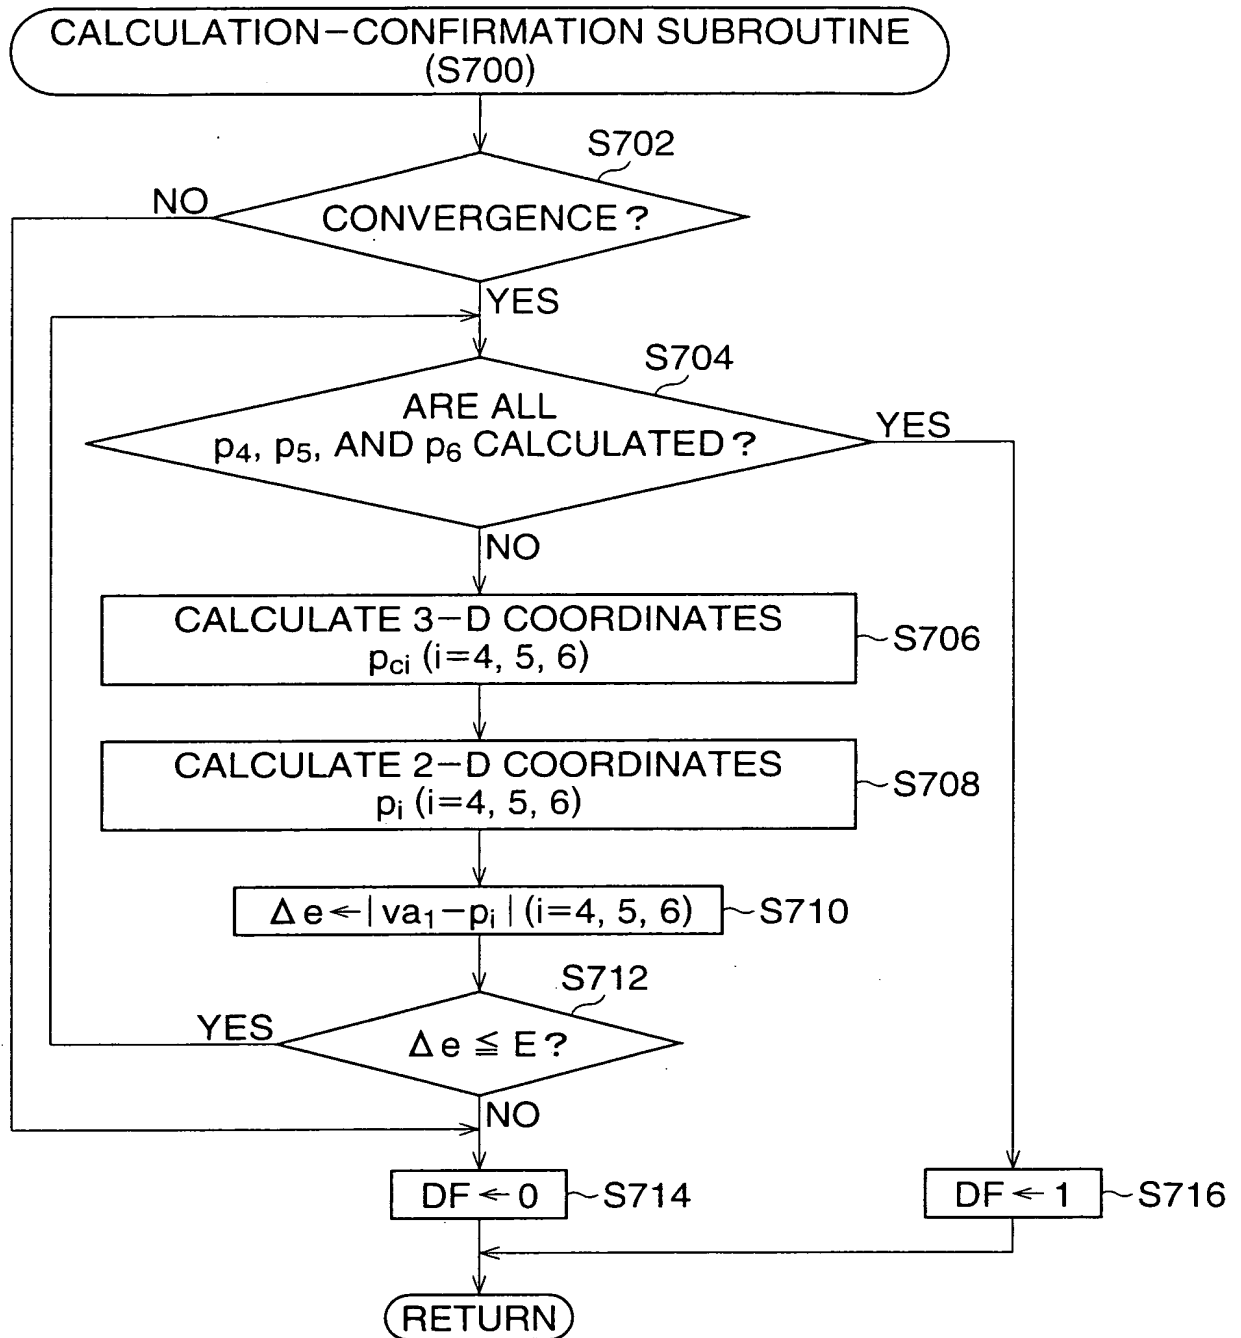 CALCULATION-CONFIRMATION SUBROUTINE
(S700)
S702
NO
CONVERGENCE?
YES
S704
ARE ALL
p4, p5, AND p6 CALCULATED?
YES
NO
CALCULATE 3-D COORDINATES
pci (i=4, 5, 6)
S706
CALCULATE 2-D COORDINATES
pi (i=4, 5, 6)
S708
Δe←|va1-pi| (i=4, 5, 6)
S710
S712
YES
Δe≦E?
NO
DF←0
S714
DF←1
S716
RETURN